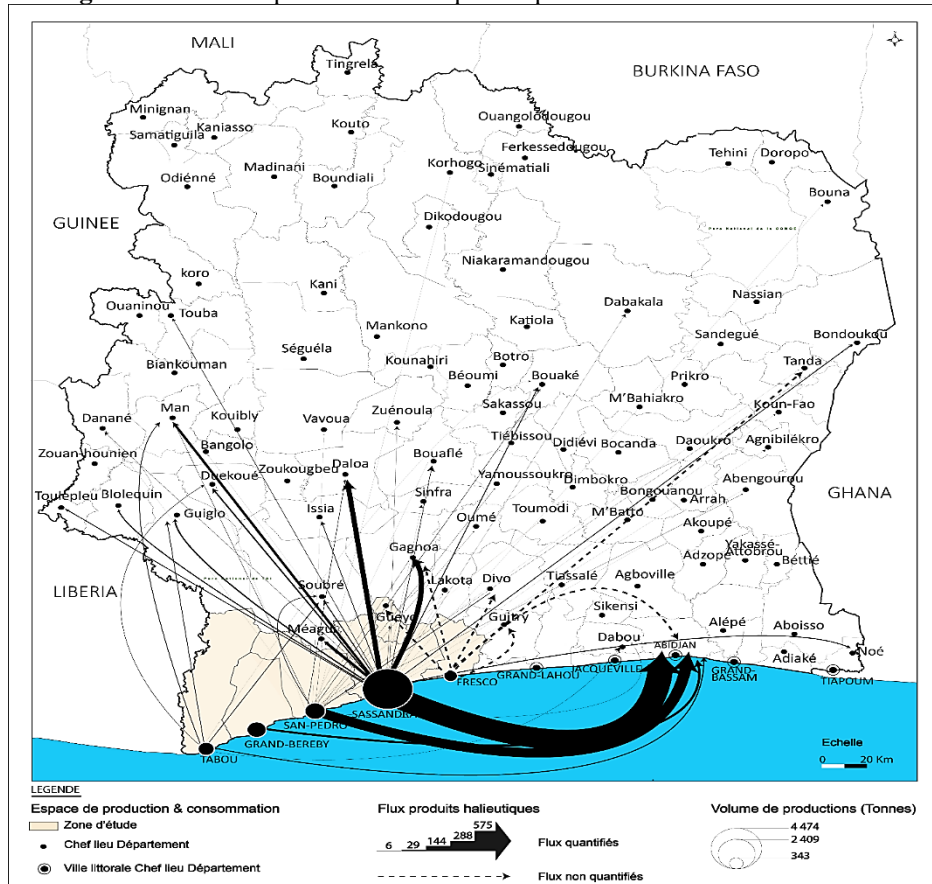 MALI
BURKINA FASO
Tingrela
Minignan
Samatiguila
Kaniasso
Kouto
Ouangolodougou
Ferkessedougou
Tehini
Doropo
Madinani
Korhogo
Sinématiali
Odiénné
Boundiali
Bouna
Dikodougou
GUINEE
Niakaramandougou
koro
Kani
Nassian
Ouaninou
Touba
Dabakala
Mankono
Katiola
Sandegué
Bondoukou
Séguéla
Kounahiri
Botro
Tanda
Biankouman
Béoumi
Bouaké
Prikro
M'Bahiakro
Koun-Fao
Danané
Man
Kouibly
Vavoua
Zuénoula
Sakassou
Zouan-hounien
Bangolo
Tiébissou
Didiévi
Bocanda
Daoukro
Agnibilékro
Duekoué
Zoukougbeu
Daloa
Bouaflé
Yamoussoukro
Dimbokro
Abengourou
Toulepleu
Blolequin
Guiglo
Issia
Sinfra
Oumé
Toumodi
M'Batto
Bongouanou
Arrah
GHANA
Akoupé
Gagnoa
Adzopé
Yakassé-
Attobrou
Béttié
LIBERIA
Soubré
Lakota
Divo
Tiassalé
Agboville
Gueyo
Guitry
Sikensi
Méagui
Dabou
ABIDJAN
Alépé
Aboisso
Noé
FRESCO
GRAND-LAHOU
JACQUEVILLE
GRAND-
BASSAM
Adiaké
TIAPOUM
SASSANDRA
SAN-PEDRO
GRAND-BEREBY
TABOU
Echelle
0 20 Km
LEGENDE
Espace de production & consommation
Zone d'étude
Chef lieu Département
Ville littorale Chef lieu Département
Flux produits halieutiques
6 29 144 288 575
Flux quantifiés
Flux non quantifiés
Volume de productions (Tonnes)
4 474
2 409
343